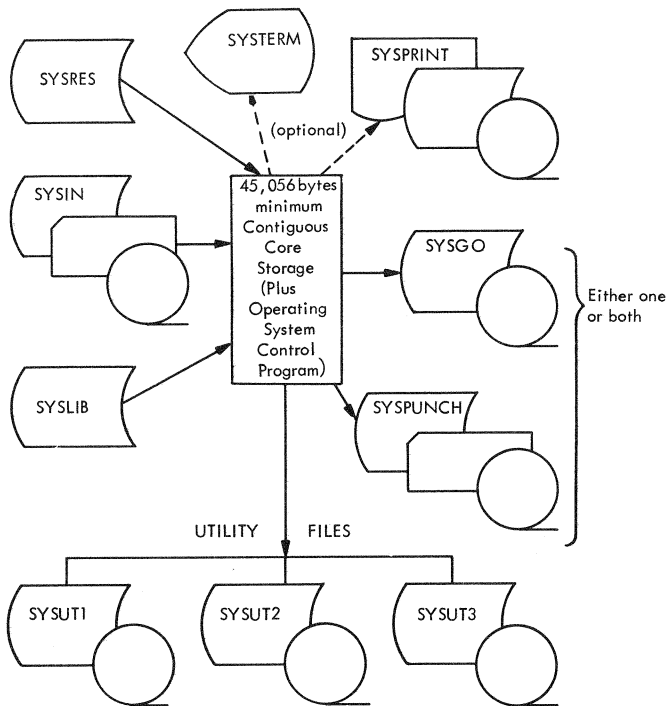 SYSTERM
SYSPRINT
SYSRES
(optional)
SYSIN
45,056 bytes
minimum
Contiguous
Core
Storage
(Plus
Operating
System
Control
Program)
SYSGO
Either one
or both
SYSLIB
SYSPUNCH
UTILITY FILES
SYSUT1
SYSUT2
SYSUT3